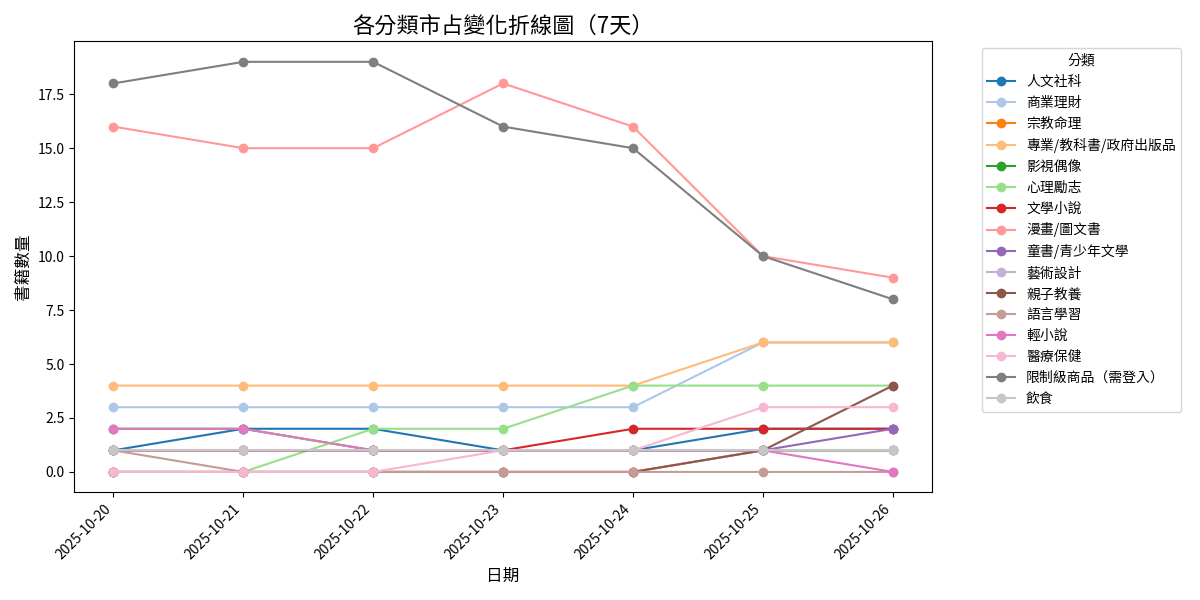 各分類市占變化折線圖（7天）
書籍數量
17.5
15.0
12.5
10.0
7.5
5.0
2.5
0.0
2025-10-20
2025-10-21
2025-10-22
2025-10-23
2025-10-24
2025-10-25
2025-10-26
日期
分類
人文社科
商業理財
宗教命理
專業/教科書/政府出版品
影視偶像
心理勵志
文學小說
漫畫/圖文書
童書/青少年文學
藝術設計
親子教養
語言學習
輕小說
醫療保健
限制級商品（需登入）
飲食